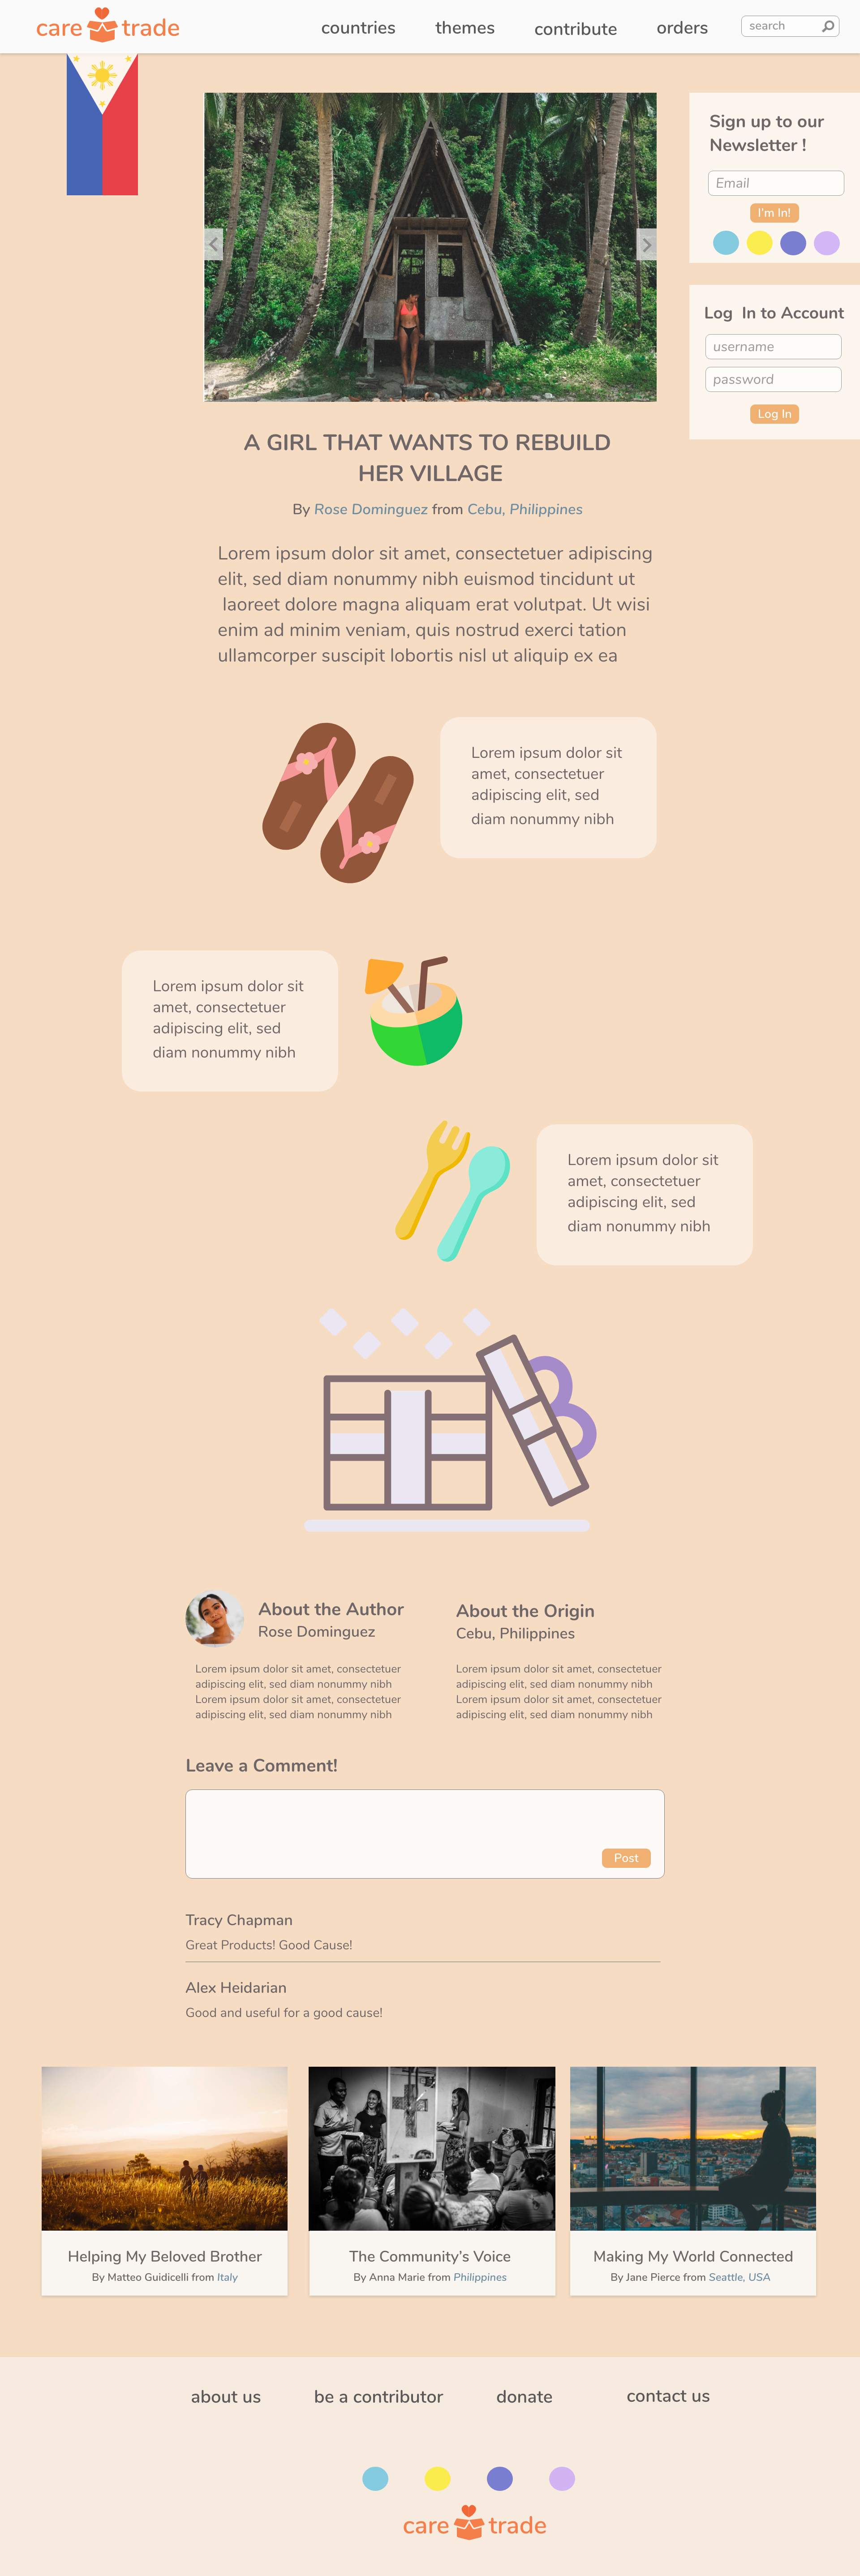 care trade
countries themes contribute orders search
Sign up to our
Newsletter !
Email
I'm In!
Log In to Account
username
password
Log In
A GIRL THAT WANTS TO REBUILD
HER VILLAGE
By Rose Dominguez from Cebu, Philippines
Lorem ipsum dolor sit amet, consectetuer adipiscing
elit, sed diam nonummy nibh euismod tincidunt ut
laoreet dolore magna aliquam erat volutpat. Ut wisi
enim ad minim veniam, quis nostrud exerci tation
ullamcorper suscipit lobortis nisl ut aliquip ex ea
Lorem ipsum dolor sit
amet, consectetuer
adipiscing elit, sed
diam nonummy nibh
Lorem ipsum dolor sit
amet, consectetuer
adipiscing elit, sed
diam nonummy nibh
Lorem ipsum dolor sit
amet, consectetuer
adipiscing elit, sed
diam nonummy nibh
About the Author
Rose Dominguez
Lorem ipsum dolor sit amet, consectetuer
adipiscing elit, sed diam nonummy nibh
Lorem ipsum dolor sit amet, consectetuer
adipiscing elit, sed diam nonummy nibh
About the Origin
Cebu, Philippines
Lorem ipsum dolor sit amet, consectetuer
adipiscing elit, sed diam nonummy nibh
Lorem ipsum dolor sit amet, consectetuer
adipiscing elit, sed diam nonummy nibh
Leave a Comment!
Post
Tracy Chapman
Great Products! Good Cause!
Alex Heidarian
Good and useful for a good cause!
Helping My Beloved Brother
By Matteo Guidicelli from Italy
The Community's Voice
By Anna Marie from Philippines
Making My World Connected
By Jane Pierce from Seattle, USA
about us be a contributor donate contact us
care trade